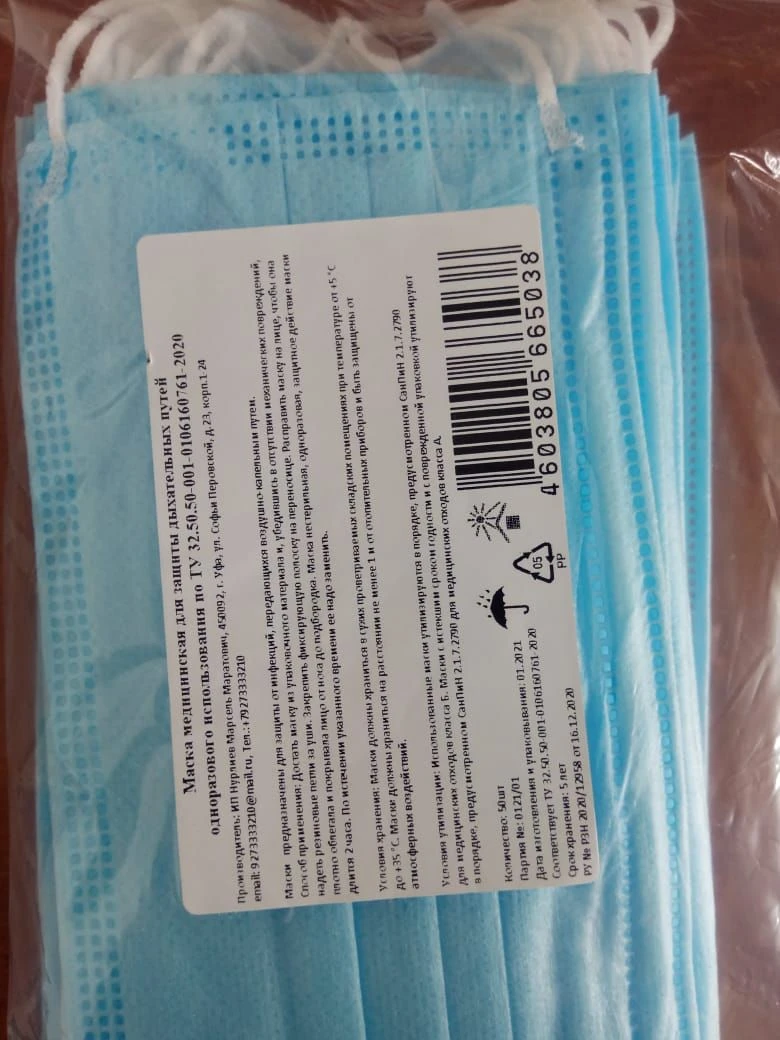 Маска медицинская для защиты дыхательных путей
одноразового использования по ТУ 32.50.50-001-0106160761-2020
Производитель: ИП Нурлиев Марсель Маратович, 450092, г. Уфа, ул. Софьи Перовской, д. 23, корп.1-24
email: 9273333210@mail.ru, Тел.:+79273333210
Маски предназначены для защиты от инфекций, передающихся воздушно-капельным путем.
Способ применения: Достать маску из упаковочного материала и, убедившись в отсутствии механических повреждений,
надеть резиновые петли за уши. Закрепить фиксирующую полоску на переносице. Расправить маску на лице, чтобы она
плотно облегала и покрывала лицо от носа до подбородка. Маска нестерильная, одноразовая, защитное действие маски
длится 2 часа. По истечении указанного времени ее надо заменить.
Условия хранения: Маски должны храниться в сухих проветриваемых складских помещениях при температуре от +5 °С
до +35 °С. Маски должны храниться на расстоянии не менее 1 м от отопительных приборов и быть защищены от
атмосферных воздействий.
Условия утилизации: Использованные маски утилизируются в порядке, предусмотренном СанПиН 2.1.7.2790
для медицинских отходов класса Б. Маски с истекшим сроком годности и с поврежденной упаковкой утилизируют
в порядке, предусмотренном СанПиН 2.1.7.2790 для медицинских отходов класса А.
Количество: 50шт
Партия №: 0121/01
Дата изготовления и упаковывания: 01.2021
Соответствует ТУ 32.50.50-001-0106160761-2020
Срок хранения: 5 лет
РУ № РЗН 2020/12958 от 16.12.2020
05
PP
4 603805 665038